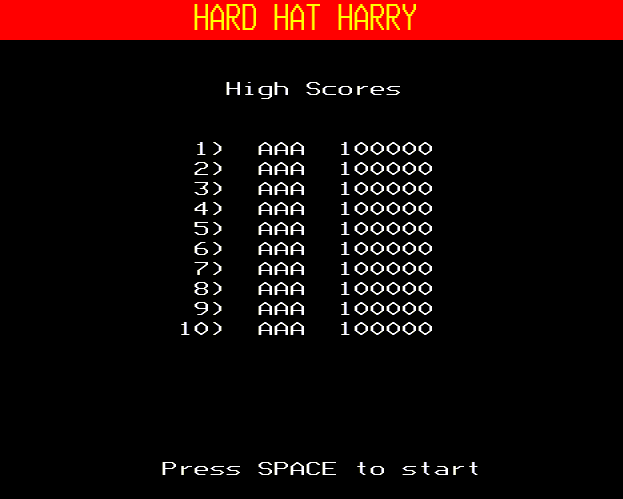 HARD HAT HARRY
High Scores
1) AAA 100000
2) AAA 100000
3) AAA 100000
4) AAA 100000
5) AAA 100000
6) AAA 100000
7) AAA 100000
8) AAA 100000
9) AAA 100000
10) AAA 100000
Press SPACE to start